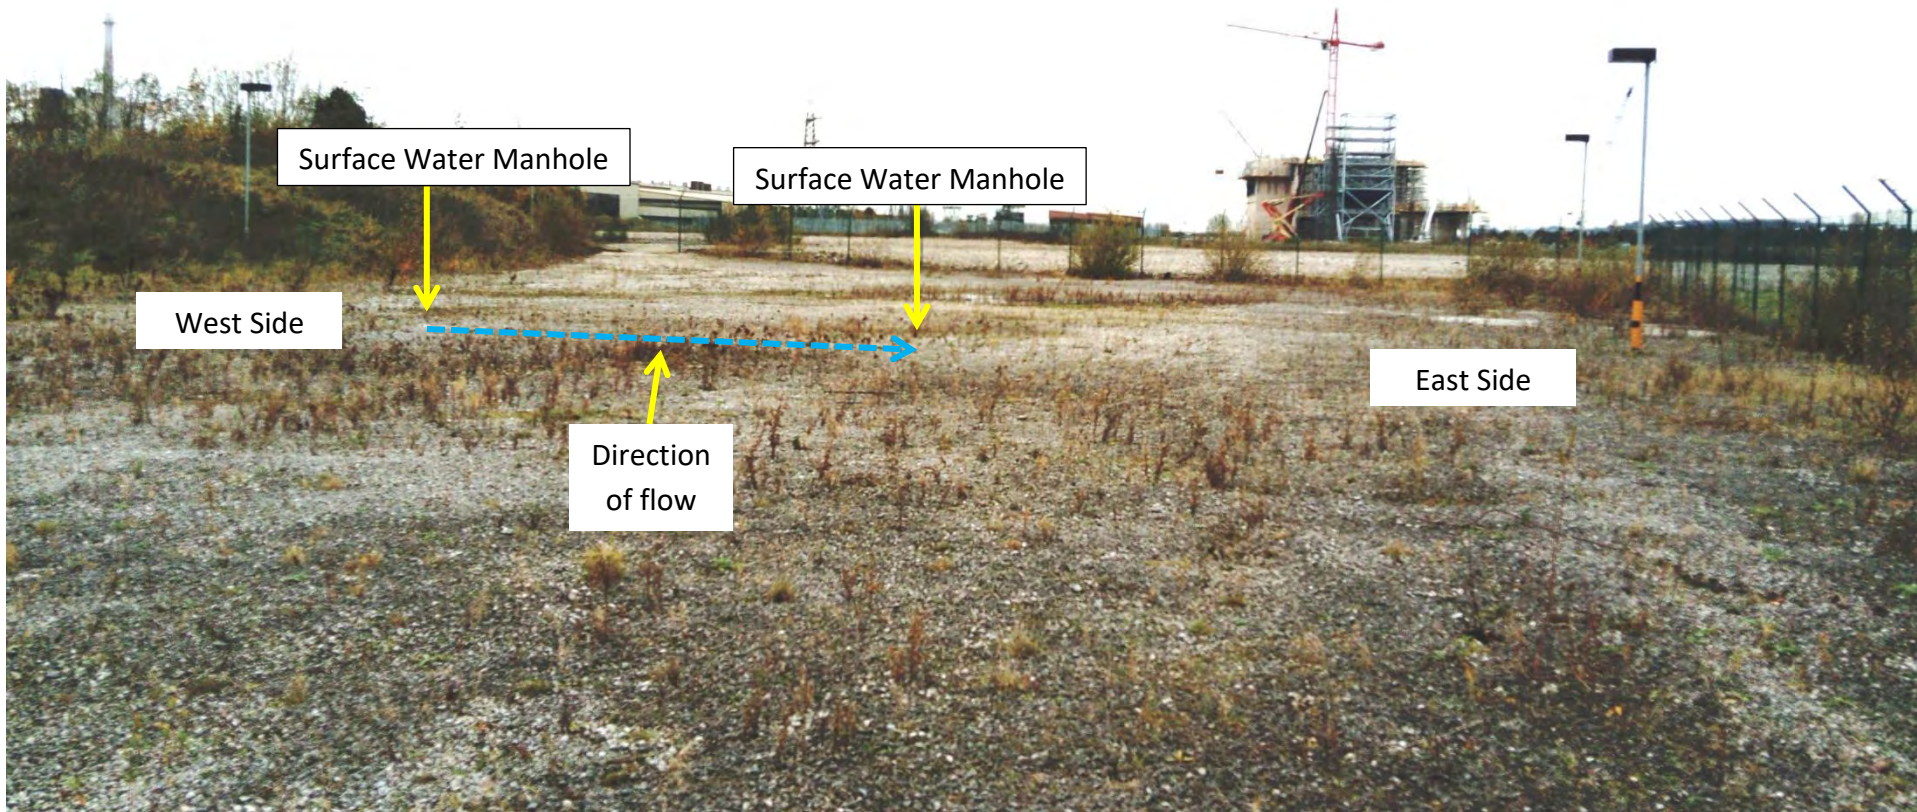 Surface Water Manhole
Surface Water Manhole
West Side
East Side
Direction
of flow